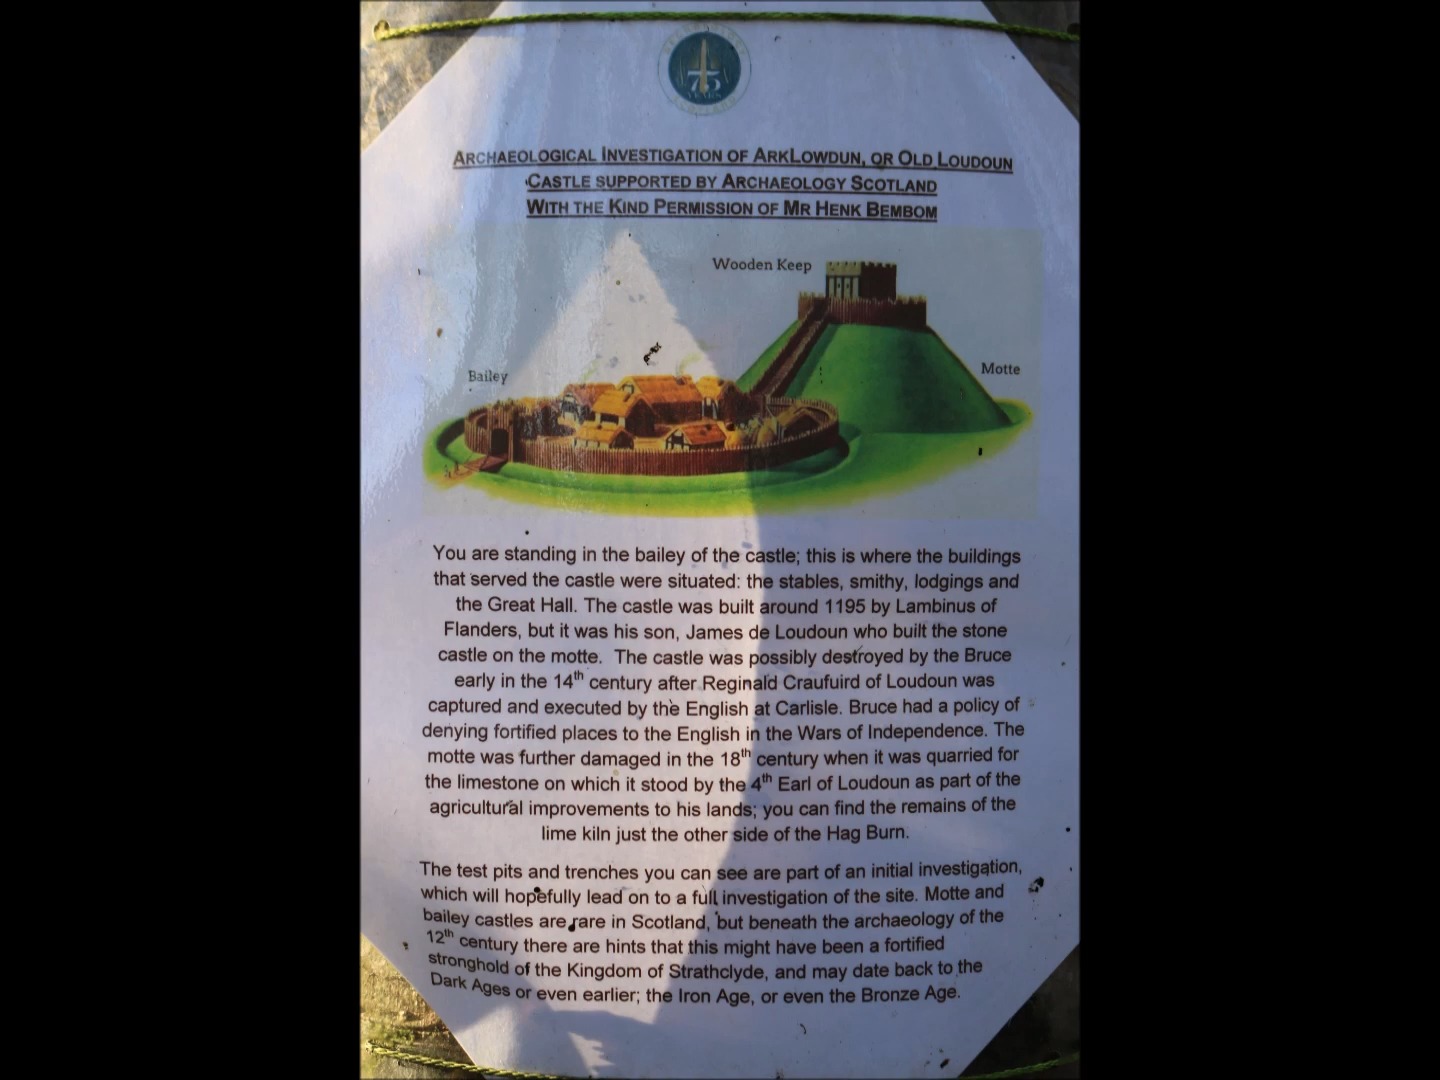 ARCHAEOLOGY
75
YEARS
SCOTLAND
ARCHAEOLOGICAL INVESTIGATION OF ARKLOWDUN, OR OLD LOUDOUN
CASTLE SUPPORTED BY ARCHAEOLOGY SCOTLAND
WITH THE KIND PERMISSION OF MR HENK BEMBOM
Wooden Keep
Bailey
Motte
You are standing in the bailey of the castle; this is where the buildings
that served the castle were situated: the stables, smithy, lodgings and
the Great Hall. The castle was built around 1195 by Lambinus of
Flanders, but it was his son, James de Loudoun who built the stone
castle on the motte. The castle was possibly destroyed by the Bruce
early in the 14th century after Reginald Craufuird of Loudoun was
captured and executed by the English at Carlisle. Bruce had a policy of
denying fortified places to the English in the Wars of Independence. The
motte was further damaged in the 18th century when it was quarried for
the limestone on which it stood by the 4th Earl of Loudoun as part of the
agricultural improvements to his lands; you can find the remains of the
lime kiln just the other side of the Hag Burn.
The test pits and trenches you can see are part of an initial investigation,
which will hopefully lead on to a full investigation of the site. Motte and
bailey castles are rare in Scotland, but beneath the archaeology of the
12th century there are hints that this might have been a fortified
stronghold of the Kingdom of Strathclyde, and may date back to the
Dark Ages or even earlier; the Iron Age, or even the Bronze Age.